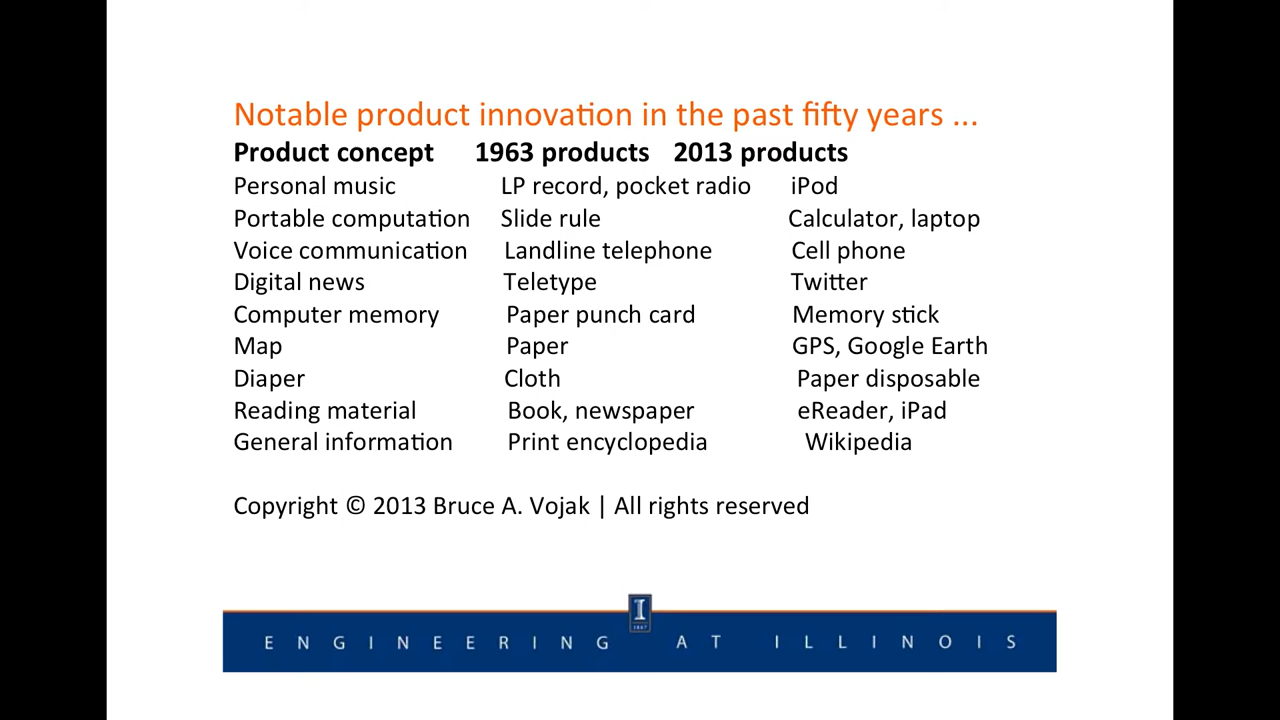 Notable product innovation in the past fifty years ...
Product concept 1963 products 2013 products
Personal music LP record, pocket radio iPod
Portable computation Slide rule Calculator, laptop
Voice communication Landline telephone Cell phone
Digital news Teletype Twitter
Computer memory Paper punch card Memory stick
Map Paper GPS, Google Earth
Diaper Cloth Paper disposable
Reading material Book, newspaper eReader, iPad
General information Print encyclopedia Wikipedia
Copyright © 2013 Bruce A. Vojak | All rights reserved
I
1867
ENGINEERING AT ILLINOIS